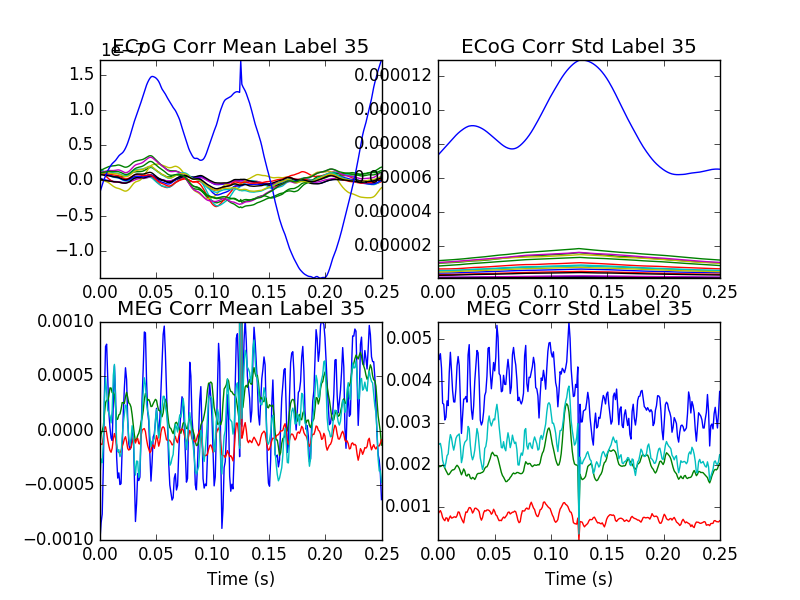 1e−7
ECoG Corr Mean Label 35
1.5
1.0
0.5
0.0
−0.5
−1.0
0.00 0.05 0.10 0.15 0.20 0.25
ECoG Corr Std Label 35
0.000012
0.000010
0.000008
0.000006
0.000004
0.000002
0.00 0.05 0.10 0.15 0.20 0.25
MEG Corr Mean Label 35
0.0010
0.0005
0.0000
−0.0005
−0.0010
0.00 0.05 0.10 0.15 0.20 0.25
Time (s)
MEG Corr Std Label 35
0.005
0.004
0.003
0.002
0.001
0.00 0.05 0.10 0.15 0.20 0.25
Time (s)